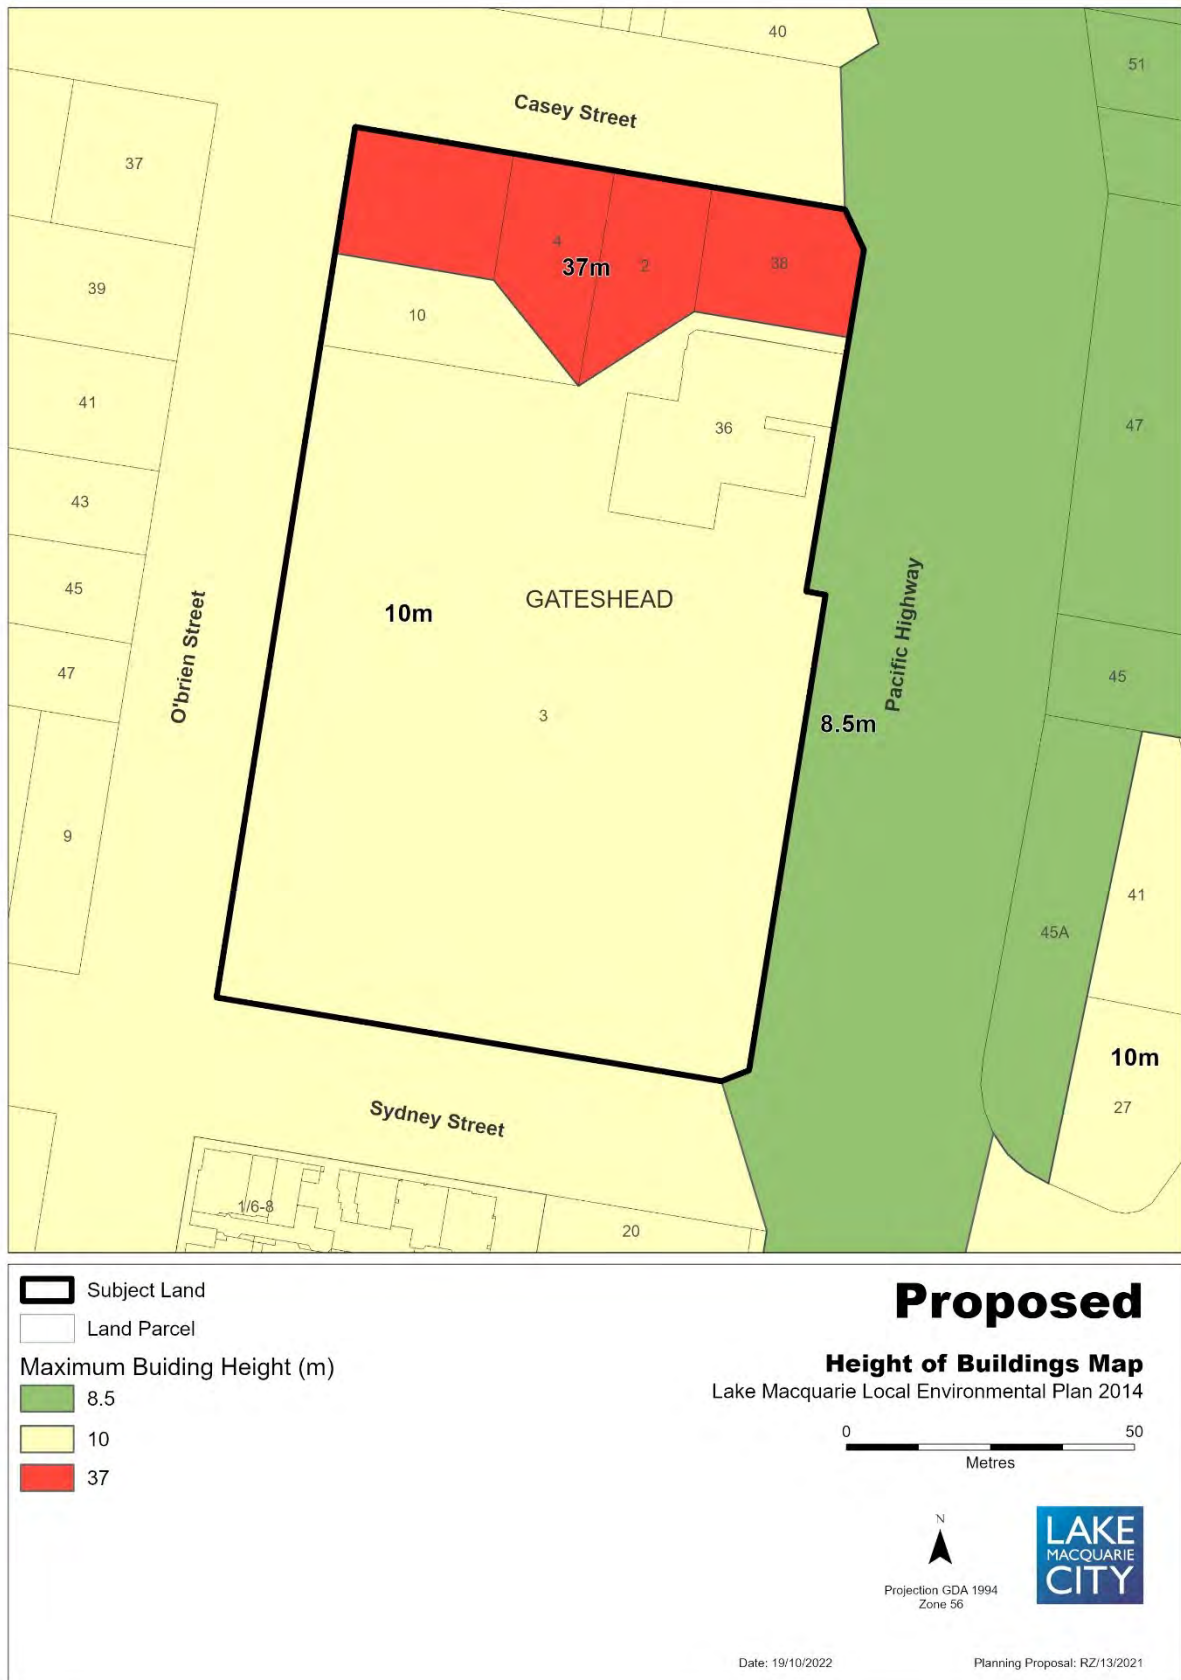 40
51
Casey Street
37
4
2
38
37m
39
10
41
36
47
43
45
GATESHEAD
10m
O'brien Street
Pacific Highway
47
45
3
8.5m
9
41
45A
10m
27
Sydney Street
1/6-8
20
Subject Land
Land Parcel
Maximum Buiding Height (m)
8.5
10
37
Proposed
Height of Buildings Map
Lake Macquarie Local Environmental Plan 2014
0 50
Metres
N
Projection GDA 1994
Zone 56
LAKE
MACQUARIE
CITY
Date: 19/10/2022
Planning Proposal: RZ/13/2021